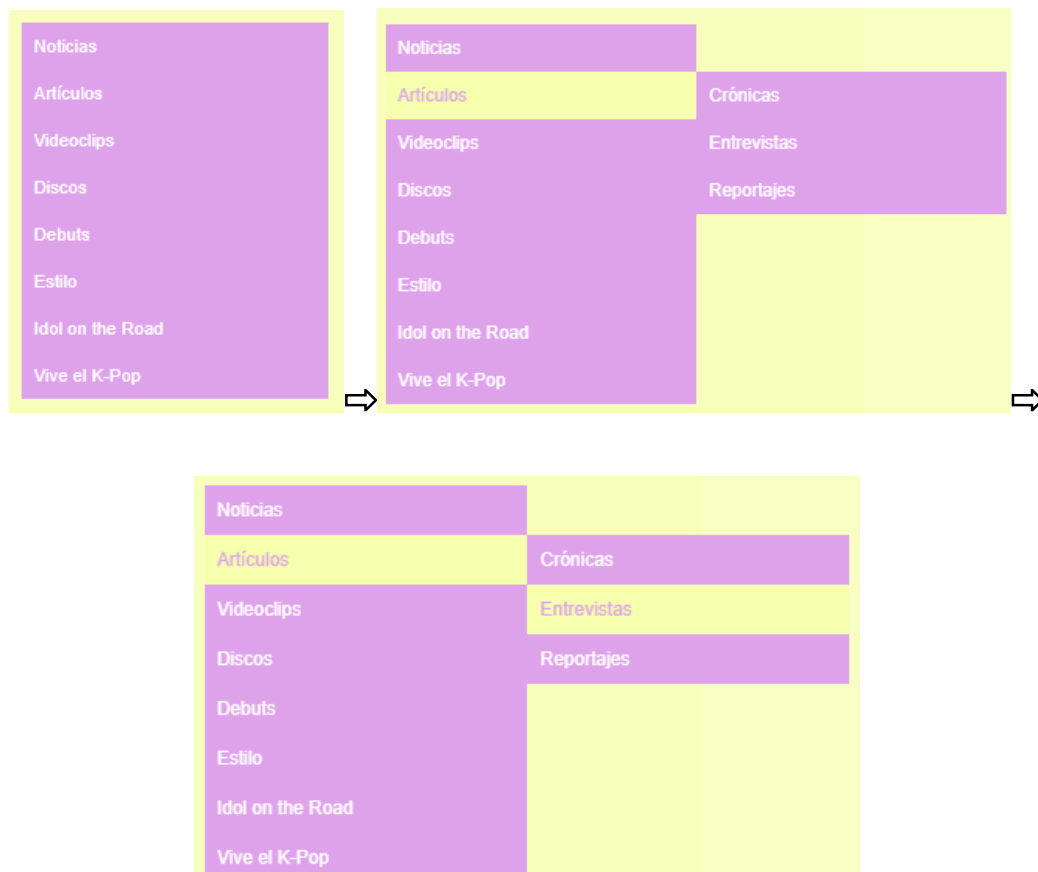 Noticias
Artículos
Videoclips
Discos
Debuts
Estilo
Idol on the Road
Vive el K-Pop
Noticias
Artículos
Crónicas
Videoclips
Entrevistas
Discos
Reportajes
Debuts
Estilo
Idol on the Road
Vive el K-Pop
Noticias
Artículos
Crónicas
Videoclips
Entrevistas
Discos
Reportajes
Debuts
Estilo
Idol on the Road
Vive el K-Pop